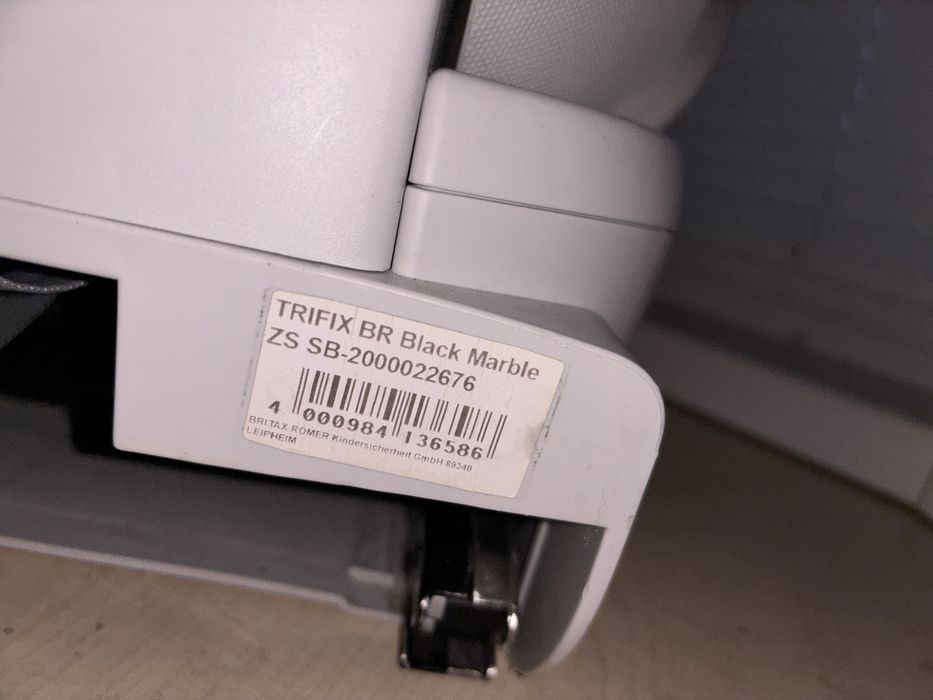 TRIFIX BR Black Marble
ZS SB-2000022676
4 000984 136586
BRITAX RÖMER Kindersicherheit GmbH 89340
LEIPHEIM